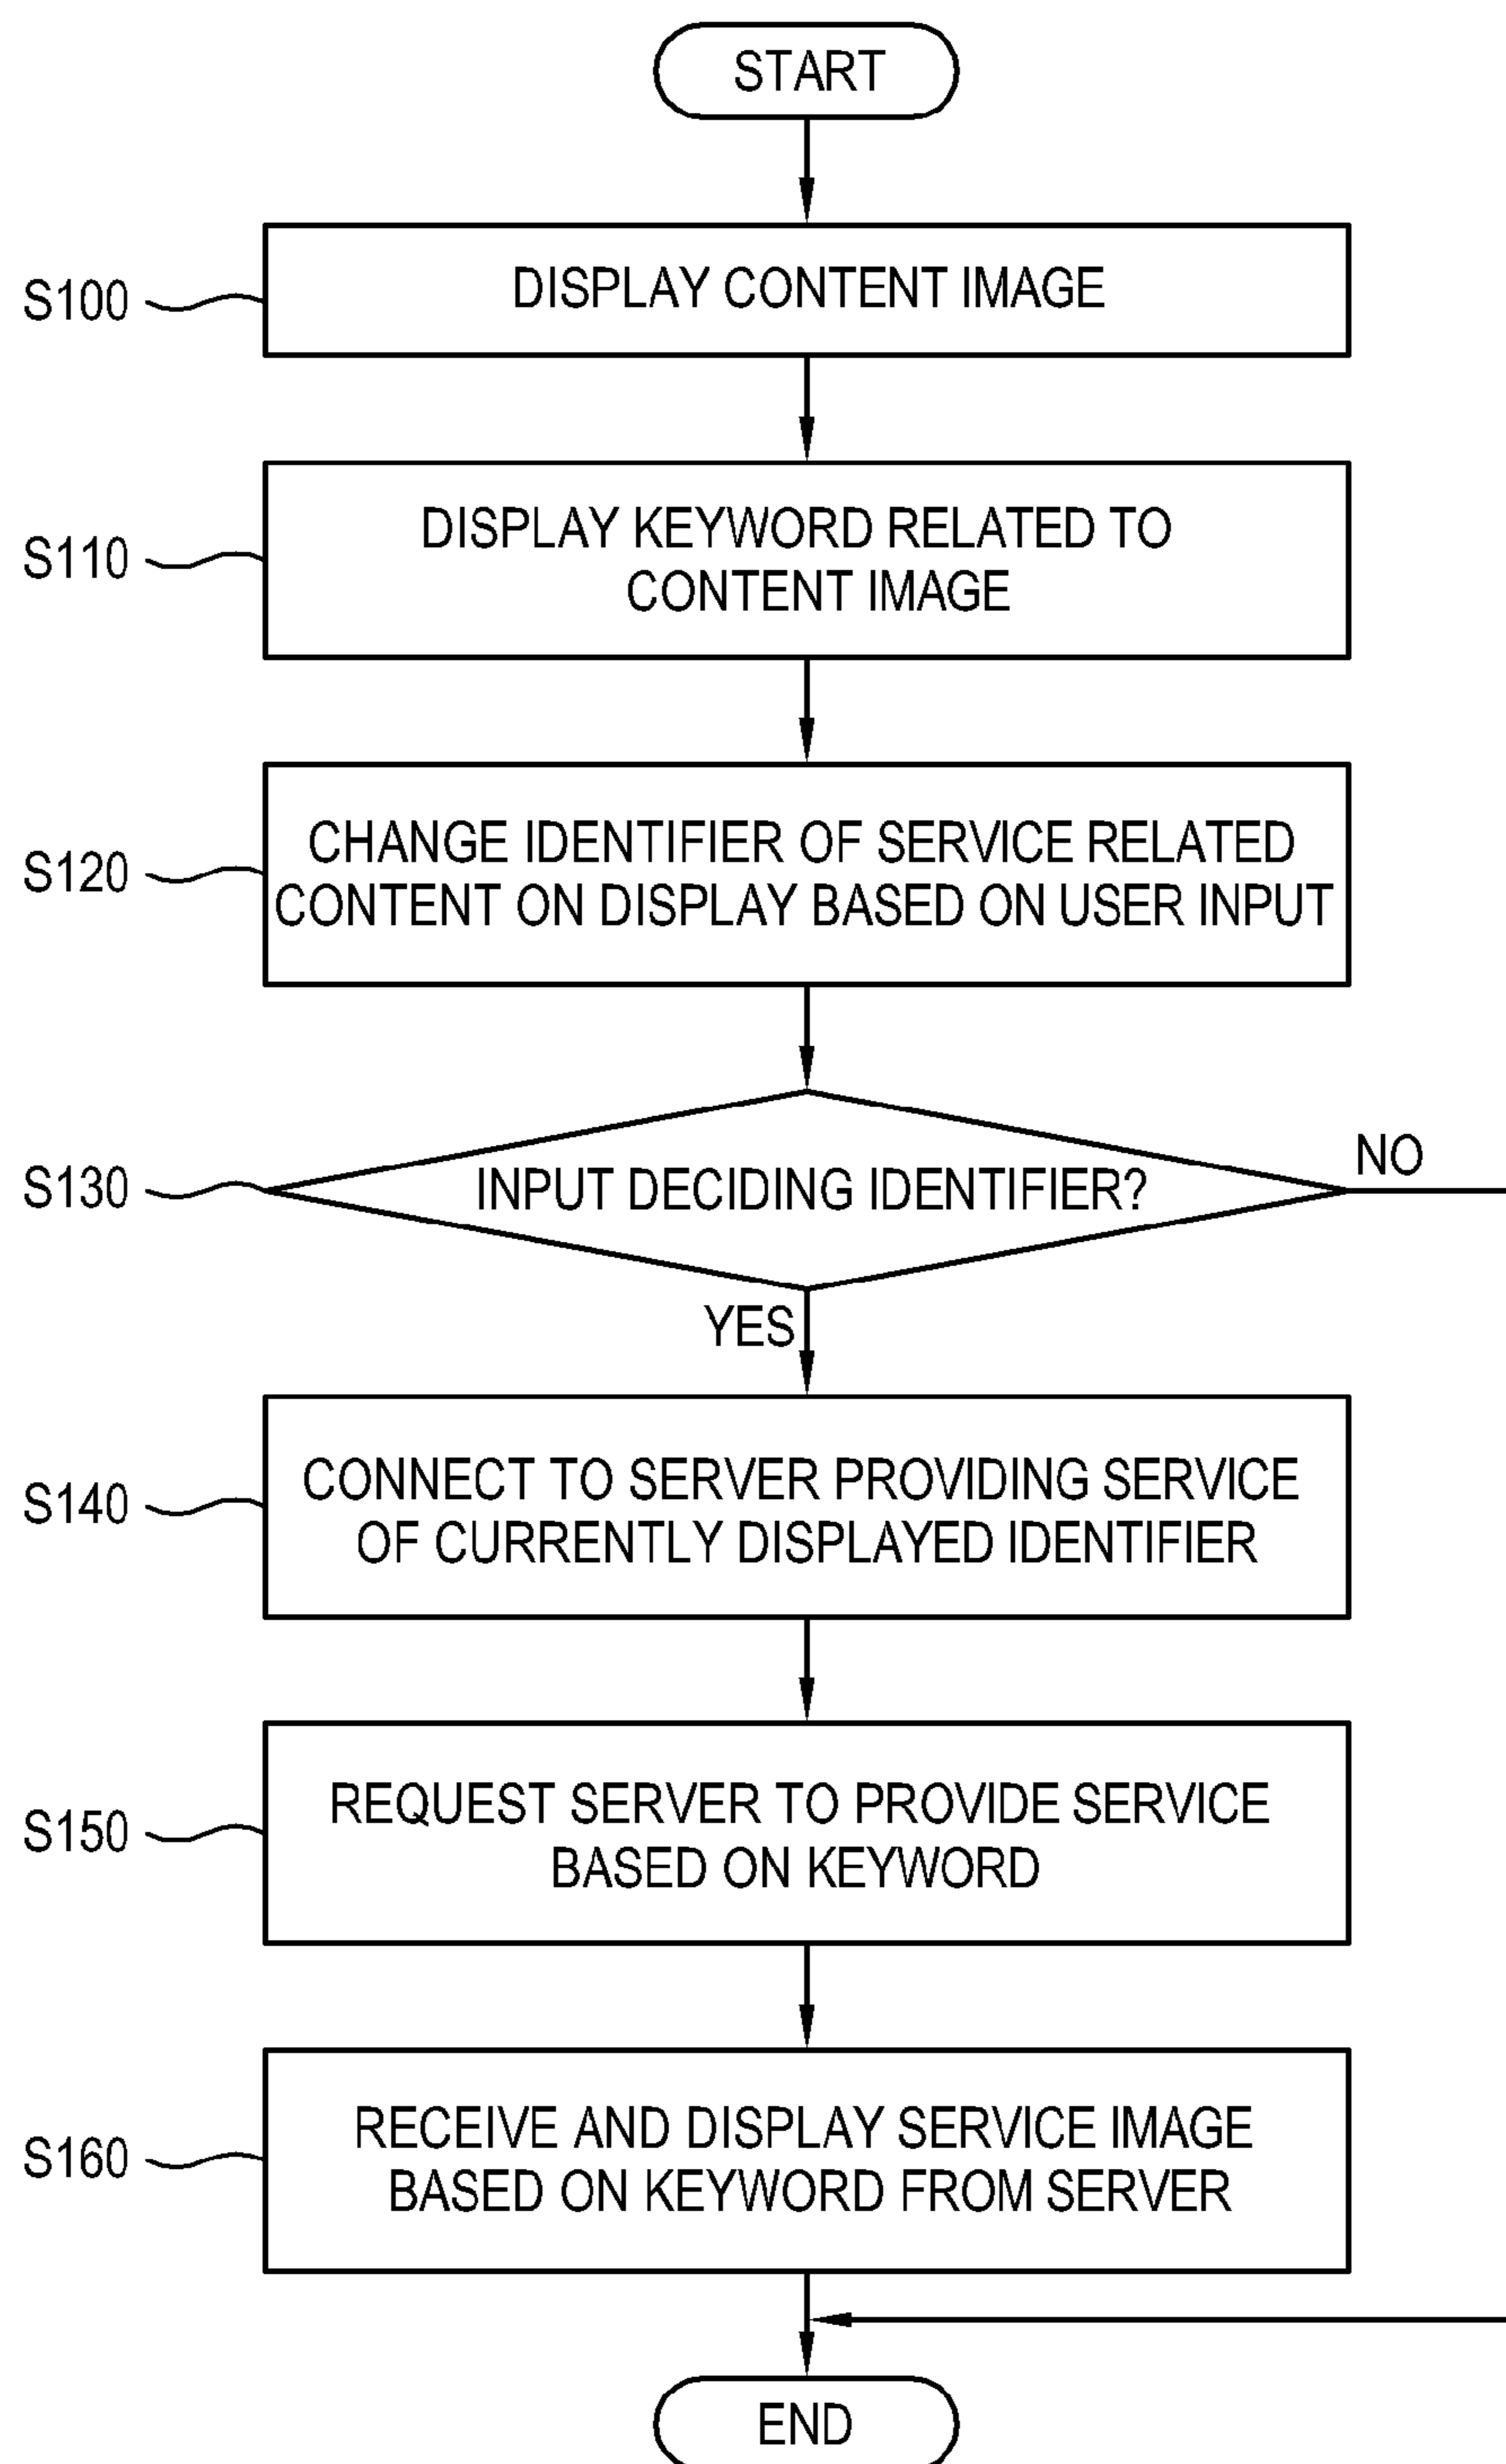 START
S100
DISPLAY CONTENT IMAGE
S110
DISPLAY KEYWORD RELATED TO
CONTENT IMAGE
S120
CHANGE IDENTIFIER OF SERVICE RELATED
CONTENT ON DISPLAY BASED ON USER INPUT
S130
INPUT DECIDING IDENTIFIER?
NO
YES
S140
CONNECT TO SERVER PROVIDING SERVICE
OF CURRENTLY DISPLAYED IDENTIFIER
S150
REQUEST SERVER TO PROVIDE SERVICE
BASED ON KEYWORD
S160
RECEIVE AND DISPLAY SERVICE IMAGE
BASED ON KEYWORD FROM SERVER
END